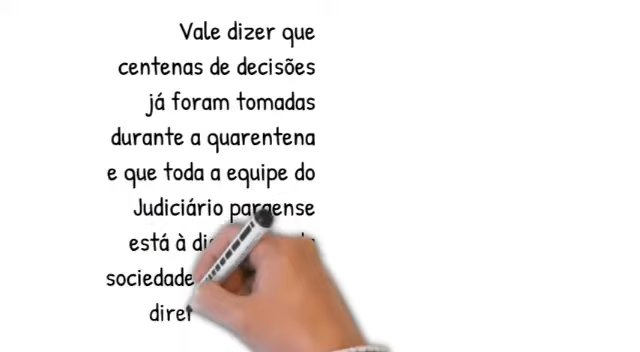 Vale dizer que
centenas de decisões
já foram tomadas
durante a quarentena
e que toda a equipe do
Judiciário paraense
está à
sociedade